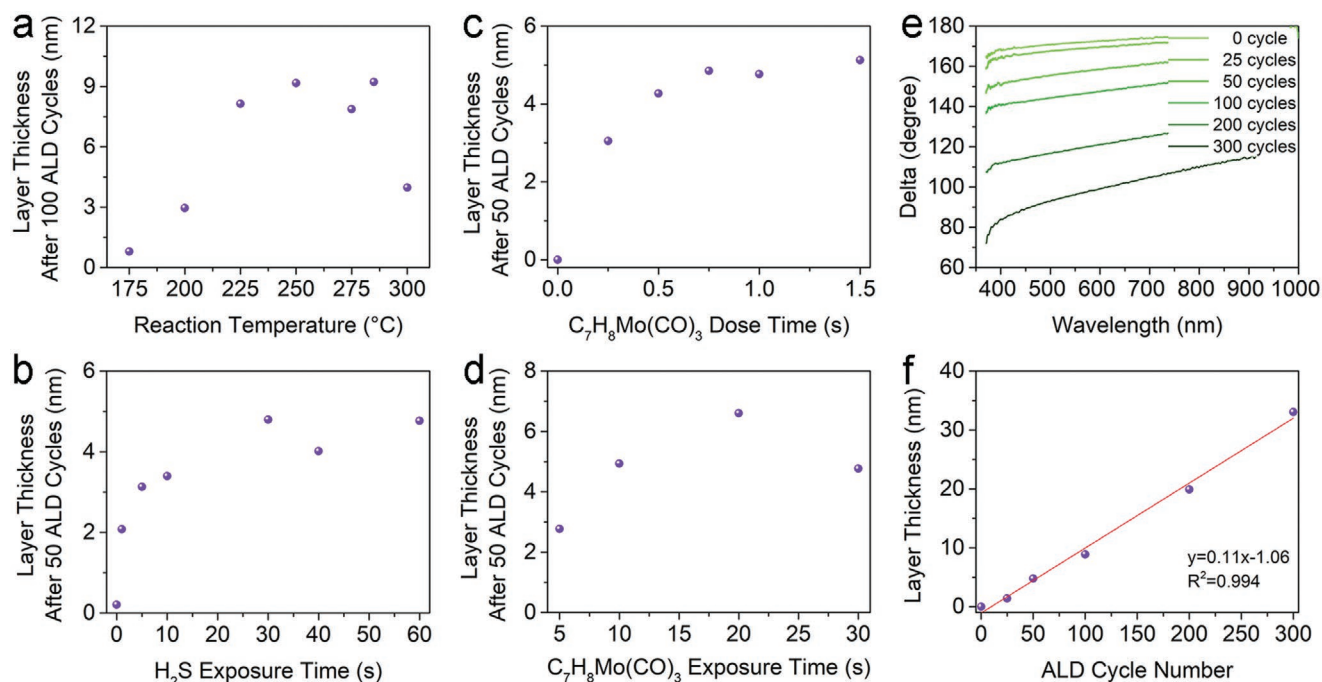 a
Layer Thickness
After 100 ALD Cycles (nm)
12
9
6
3
0
175 200 225 250 275 300
Reaction Temperature (°C)
c
Layer Thickness
After 50 ALD Cycles (nm)
6
4
2
0
0.0 0.5 1.0 1.5
C₇H₈Mo(CO)₃ Dose Time (s)
e
Delta (degree)
180
160
140
120
100
80
60
0 cycle
25 cycles
50 cycles
100 cycles
200 cycles
300 cycles
400 500 600 700 800 900 1000
Wavelength (nm)
b
Layer Thickness
After 50 ALD Cycles (nm)
6
4
2
0
0 10 20 30 40 50 60
H₂S Exposure Time (s)
d
Layer Thickness
After 50 ALD Cycles (nm)
8
6
4
2
0
5 10 15 20 25 30
C₇H₈Mo(CO)₃ Exposure Time (s)
f
Layer Thickness (nm)
40
30
20
10
0
y=0.11x-1.06
R²=0.994
0 50 100 150 200 250 300
ALD Cycle Number